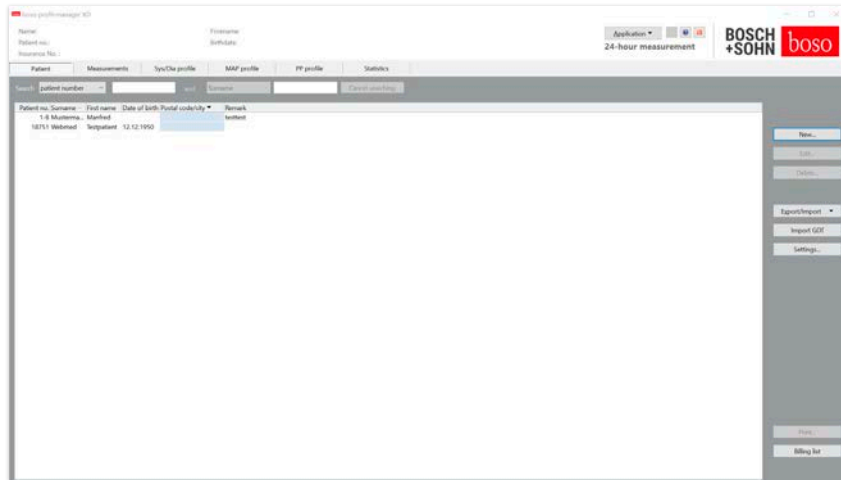 boso profil-manager XD
Name:
Firstname:
Patient no.:
Birthdate:
Insurance No.:
Application
24-hour measurement
BOSCH
+SOHN
boso
Patient Measurements Sys/Dia profile MAP profile PP profile Statistics
Search patient number and Surname Cancel searching
Patient no. Surname First name Date of birth Postal code/city Remark
1-8 Musterma... Manfred testtest
18751 Webmed Testpatient 12.12.1950
New...
Edit...
Delete...
Export/Import
Import GDT
Settings...
Print...
Billing list